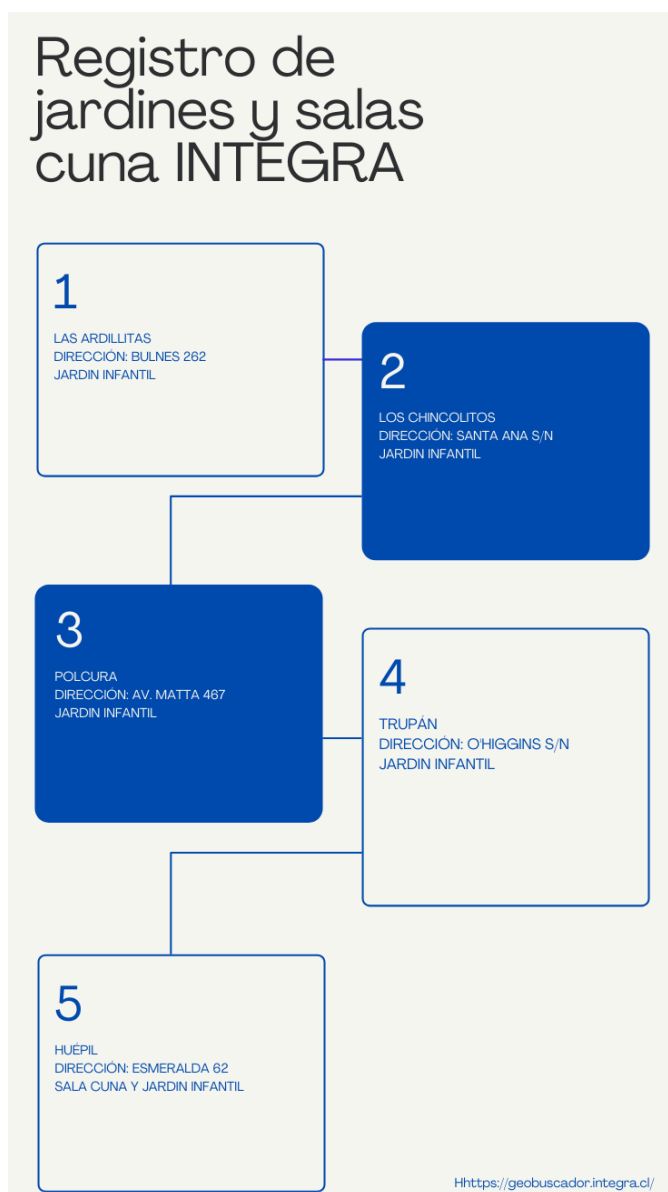 Registro de
jardines y salas
cuna INTEGRA
1
LAS ARDILLITAS
DIRECCIÓN: BULNES 262
JARDIN INFANTIL
2
LOS CHINCOLITOS
DIRECCIÓN: SANTA ANA S/N
JARDIN INFANTIL
3
POLCURA
DIRECCIÓN: AV. MATTA 467
JARDIN INFANTIL
4
TRUPÁN
DIRECCIÓN: O'HIGGINS S/N
JARDIN INFANTIL
5
HUÉPIL
DIRECCIÓN: ESMERALDA 62
SALA CUNA Y JARDIN INFANTIL
Hhttps://geobuscador.integra.cl/